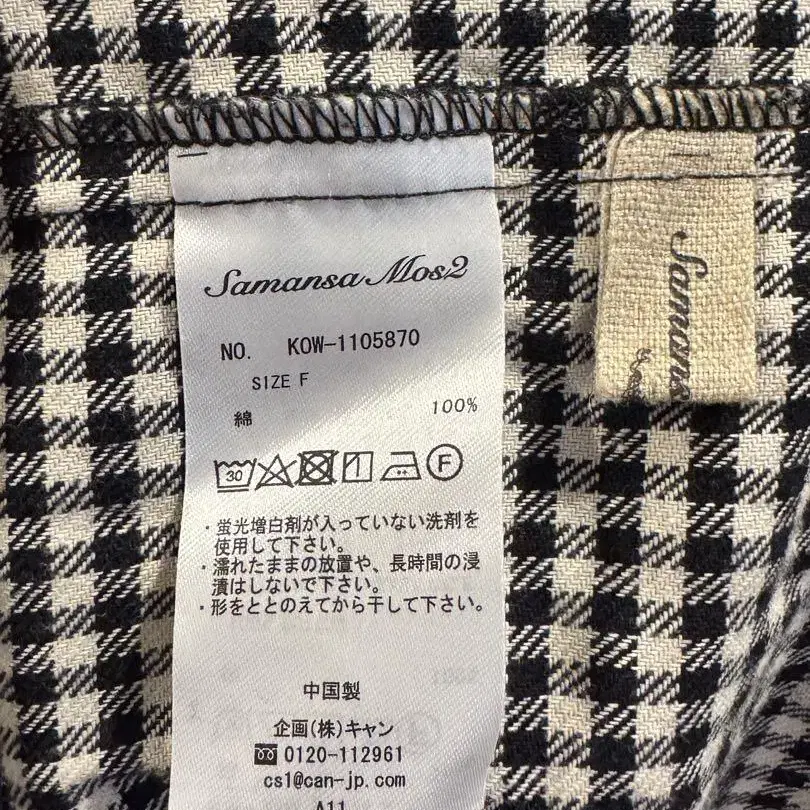 Samansa Mos2
NO. KOW-1105870
SIZE F
綿 100%
30
F
・蛍光増白剤が入っていない洗剤を
使用して下さい。
・濡れたままの放置や、長時間の浸
漬はしないで下さい。
・形をととのえてから干して下さい。
中国製
企画(株)キャン
0120-112961
cs1@can-jp.com
A11